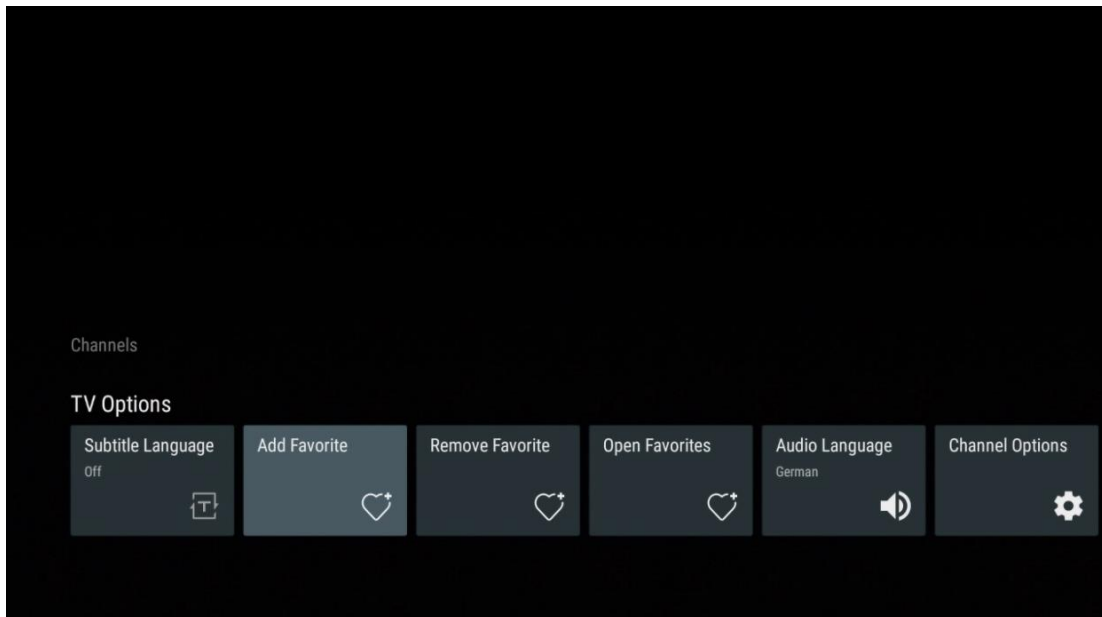 Channels
TV Options
Subtitle Language
Off
Add Favorite
Remove Favorite
Open Favorites
Audio Language
German
Channel Options